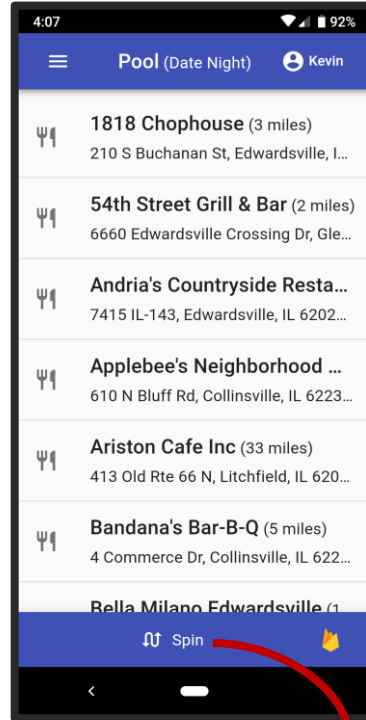 4:07 92%
Pool (Date Night) Kevin
1818 Chophouse (3 miles)
210 S Buchanan St, Edwardsville, I...
54th Street Grill & Bar (2 miles)
6660 Edwardsville Crossing Dr, Gle...
Andria's Countryside Resta...
7415 IL-143, Edwardsville, IL 6202...
Applebee's Neighborhood ...
610 N Bluff Rd, Collinsville, IL 6223...
Ariston Cafe Inc (33 miles)
413 Old Rte 66 N, Litchfield, IL 620...
Bandana's Bar-B-Q (5 miles)
4 Commerce Dr, Collinsville, IL 622...
Bella Milano Edwardsville (1
Spin